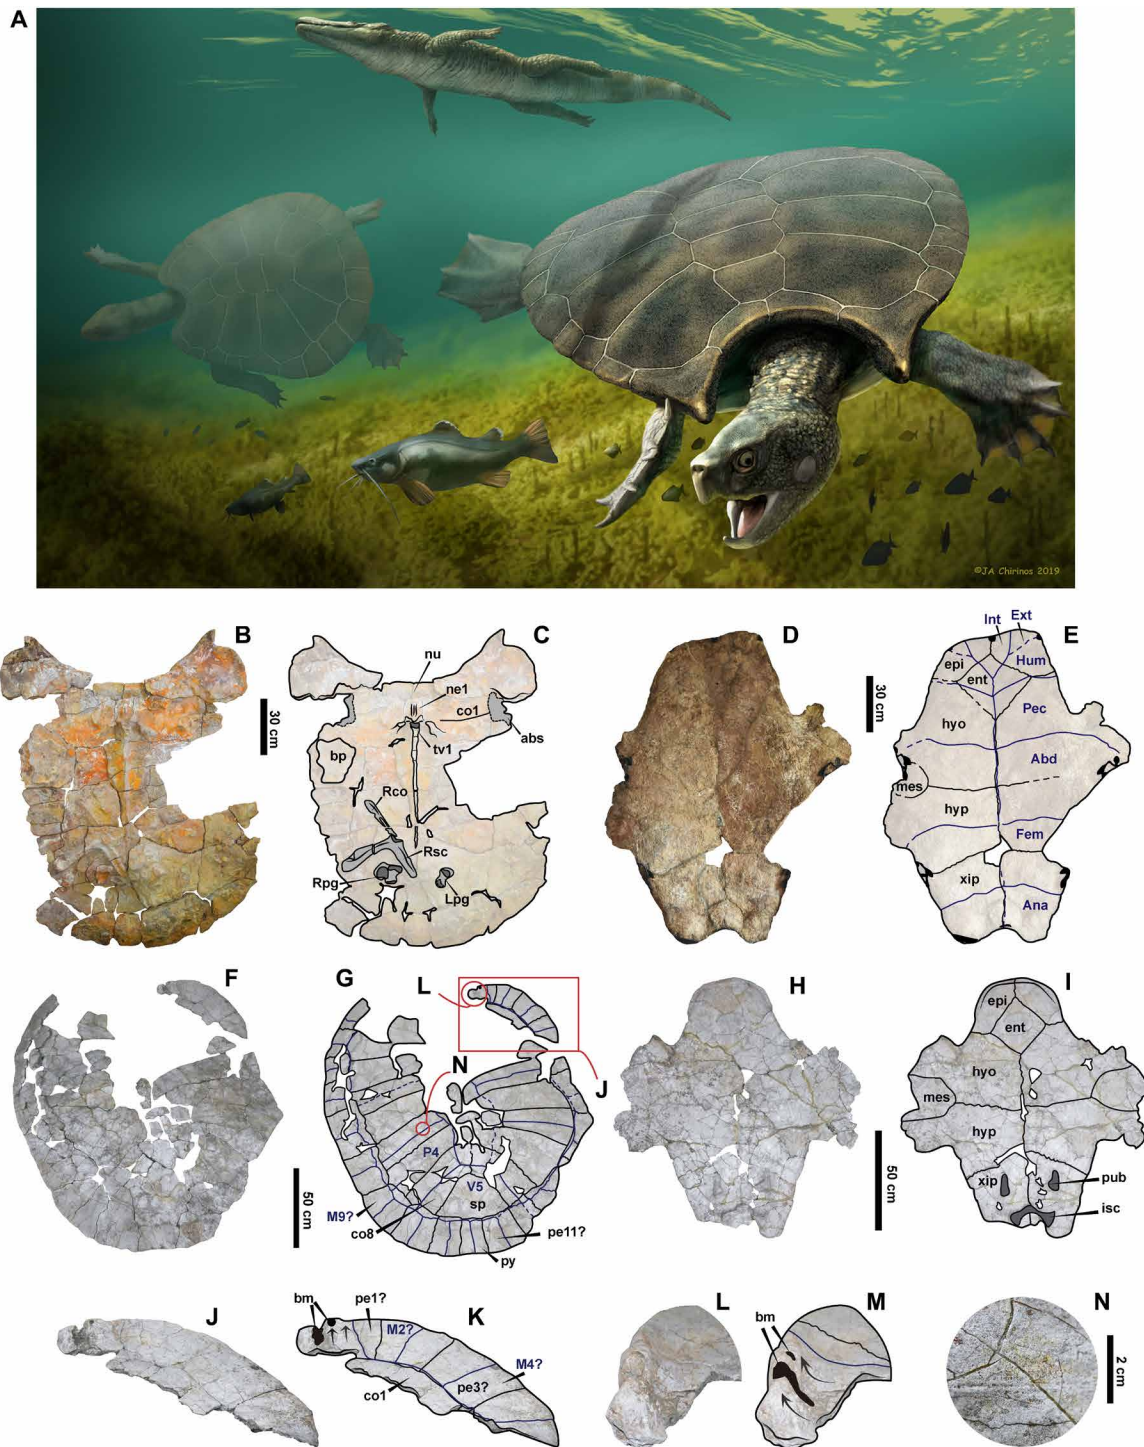 A
©JA Chirinos 2019
B
C
D
E
30 cm
nu
ne1
co1
abs
bp
tv1
Rco
Rsc
Rpg
Lpg
30 cm
Int
Ext
epi
Hum
ent
Pec
hyo
Abd
mes
hyp
Fem
xip
Ana
F
G
L
N
J
H
I
50 cm
P4
V5
sp
M9?
co8
pe11?
py
50 cm
epi
ent
hyo
mes
hyp
xip
pub
isc
J
K
bm
pe1?
M2?
M4?
pe3?
co1
L
M
bm
N
2 cm